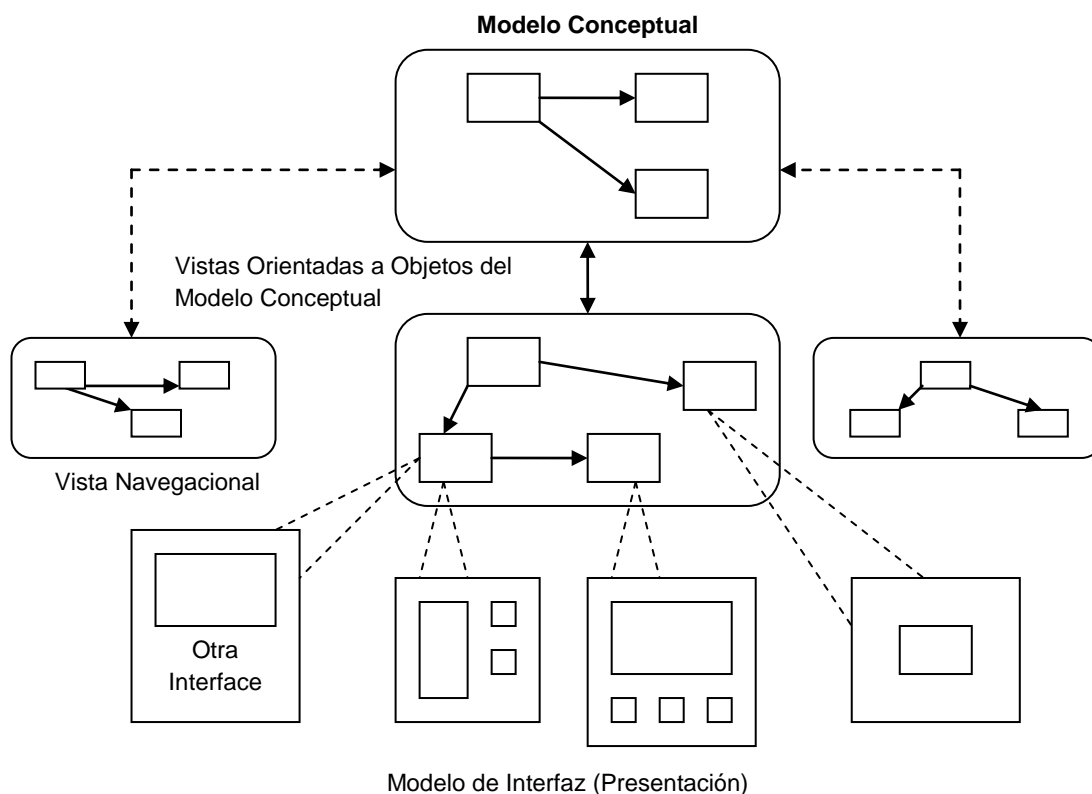 Modelo Conceptual
Vistas Orientadas a Objetos del
Modelo Conceptual
Vista Navegacional
Otra
Interface
Modelo de Interfaz (Presentación)